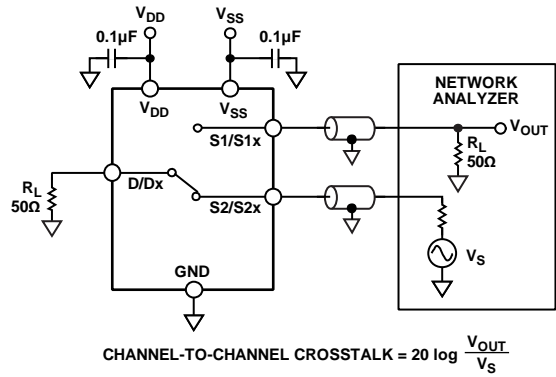 VDD
VSS
0.1µF
0.1µF
VDD
VSS
NETWORK
ANALYZER
S1/S1x
VOUT
RL
50Ω
D/Dx
RL
50Ω
S2/S2x
VS
GND
CHANNEL-TO-CHANNEL CROSSTALK = 20 log VOUT
VS